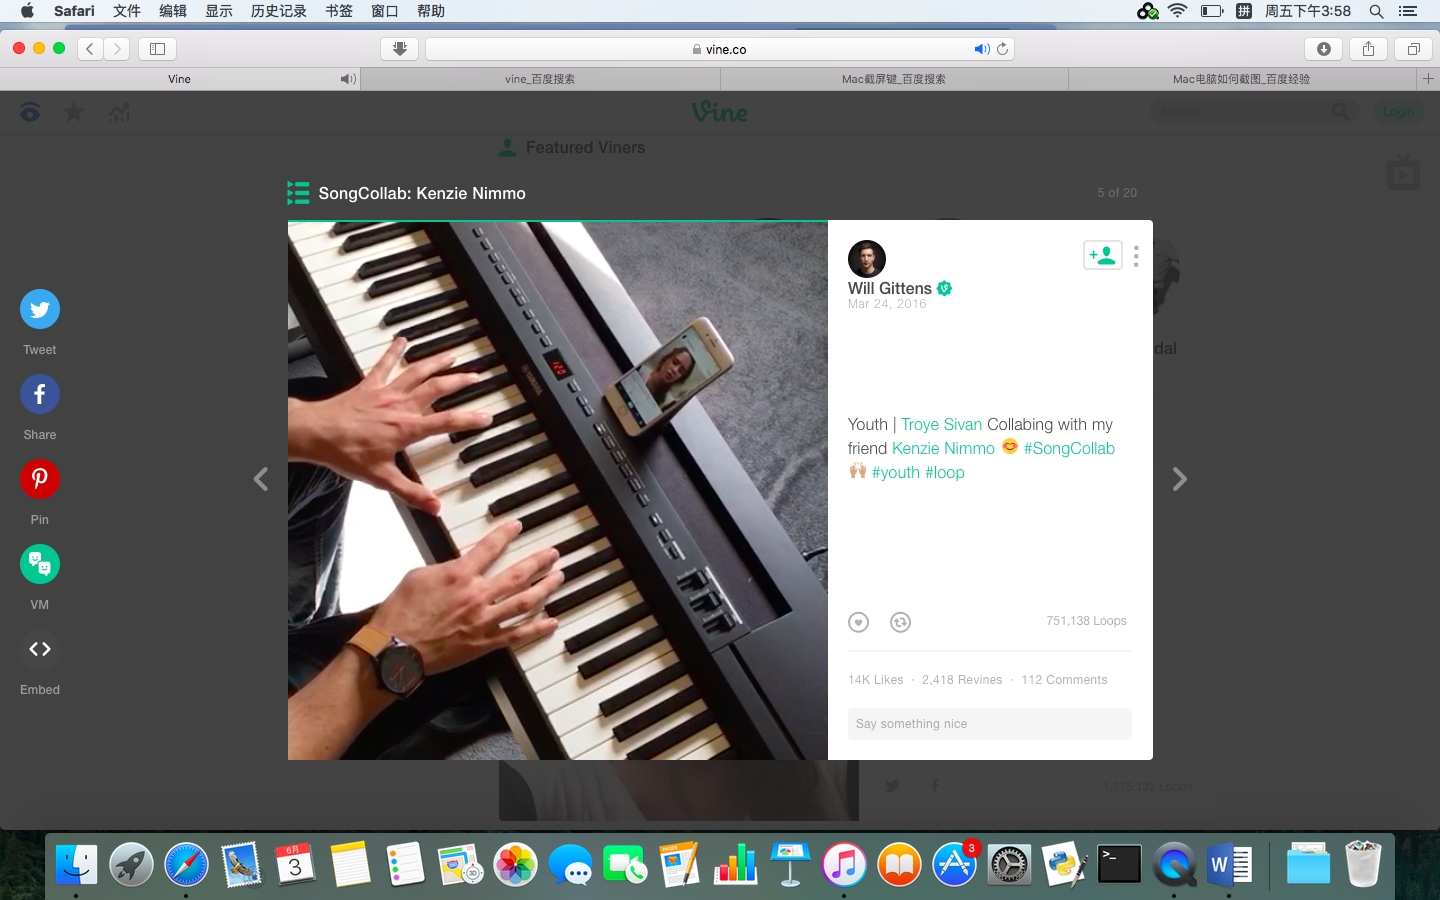 Safari 文件 编辑 显示 历史记录 书签 窗口 帮助 拼 周五下午3:58
vine.co
Vine vine_百度搜索 Mac截屏键_百度搜索 Mac电脑如何截图_百度经验
Vine Search Login
Featured Viners
SongCollab: Kenzie Nimmo 5 of 20
Will Gittens
Mar 24, 2016
dal
Tweet
Share
Pin
VM
Embed
YAMAHA
120
Youth | Troye Sivan Collabing with my
friend Kenzie Nimmo 😊 #SongCollab
🙌🏼 #youth #loop
751,138 Loops
14K Likes · 2,418 Revines · 112 Comments
Say something nice
1,275,132 Loops
6月
3
3D
3
W